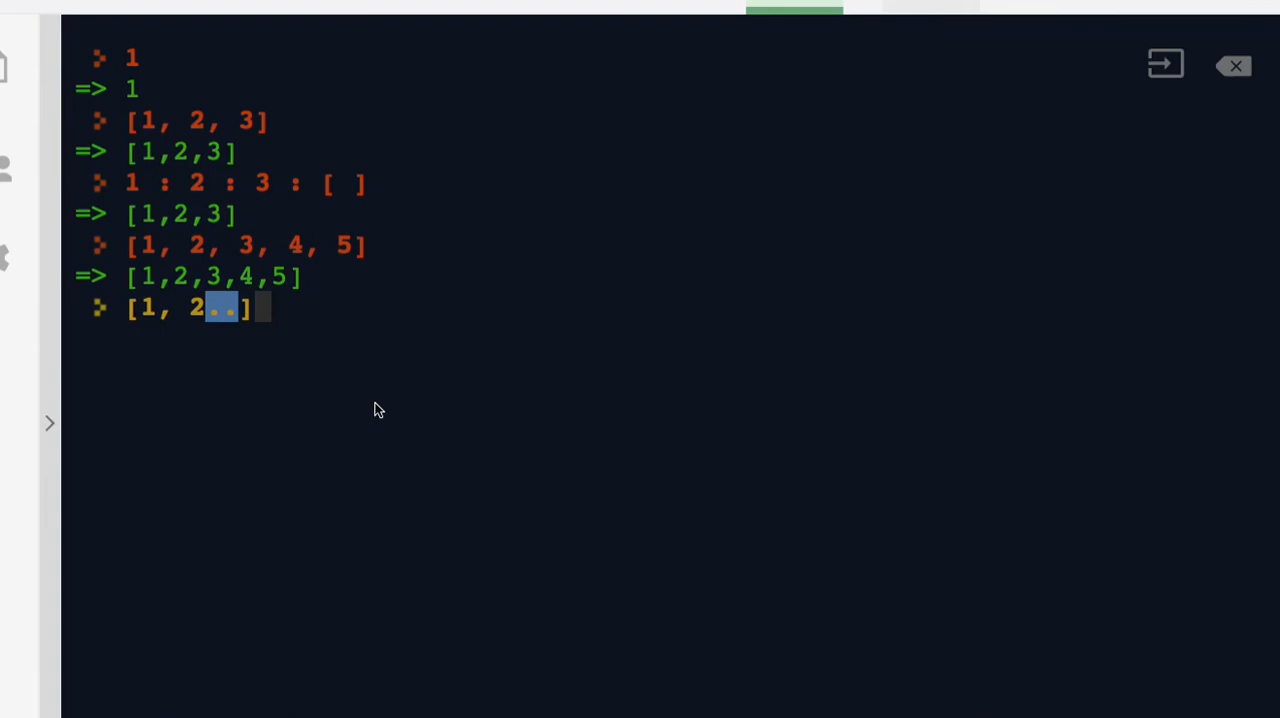 > 1
=> 1
> [1, 2, 3]
=> [1,2,3]
> 1 : 2 : 3 : [ ]
=> [1,2,3]
> [1, 2, 3, 4, 5]
=> [1,2,3,4,5]
> [1, 2..]